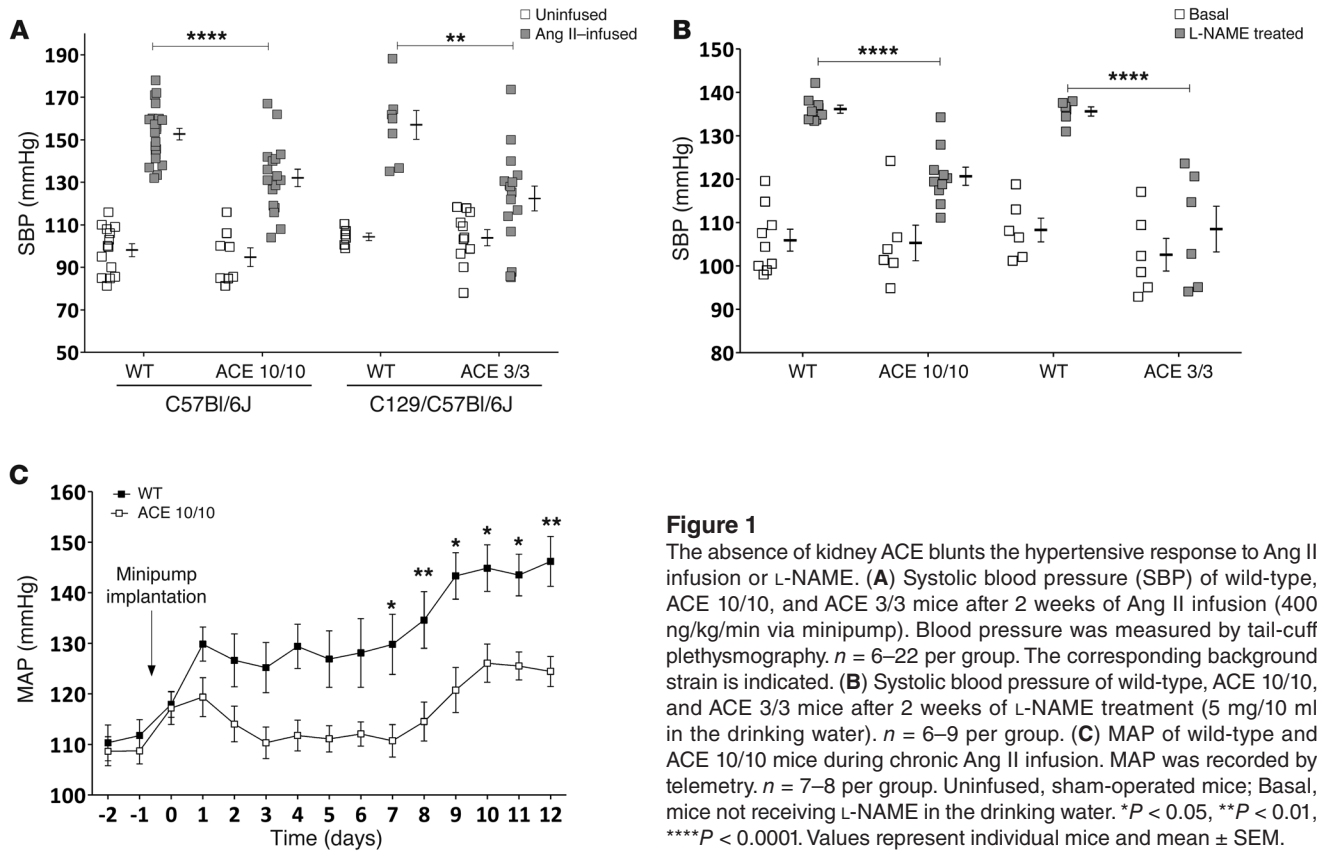 A
Uninfused
Ang II–infused
****
**
190
170
150
130
110
90
70
50
SBP (mmHg)
WT
ACE 10/10
WT
ACE 3/3
C57Bl/6J
C129/C57Bl/6J
B
Basal
L-NAME treated
****
****
150
140
130
120
110
100
90
80
SBP (mmHg)
WT
ACE 10/10
WT
ACE 3/3
C
WT
ACE 10/10
Minipump
implantation
*
**
*
*
*
**
160
150
140
130
120
110
100
MAP (mmHg)
-2 -1 0 1 2 3 4 5 6 7 8 9 10 11 12
Time (days)
Figure 1
The absence of kidney ACE blunts the hypertensive response to Ang II
infusion or L-NAME. (A) Systolic blood pressure (SBP) of wild-type,
ACE 10/10, and ACE 3/3 mice after 2 weeks of Ang II infusion (400
ng/kg/min via minipump). Blood pressure was measured by tail-cuff
plethysmography. n = 6–22 per group. The corresponding background
strain is indicated. (B) Systolic blood pressure of wild-type, ACE 10/10,
and ACE 3/3 mice after 2 weeks of L-NAME treatment (5 mg/10 ml
in the drinking water). n = 6–9 per group. (C) MAP of wild-type and
ACE 10/10 mice during chronic Ang II infusion. MAP was recorded by
telemetry. n = 7–8 per group. Uninfused, sham-operated mice; Basal,
mice not receiving L-NAME in the drinking water. *P < 0.05, **P < 0.01,
****P < 0.0001. Values represent individual mice and mean ± SEM.